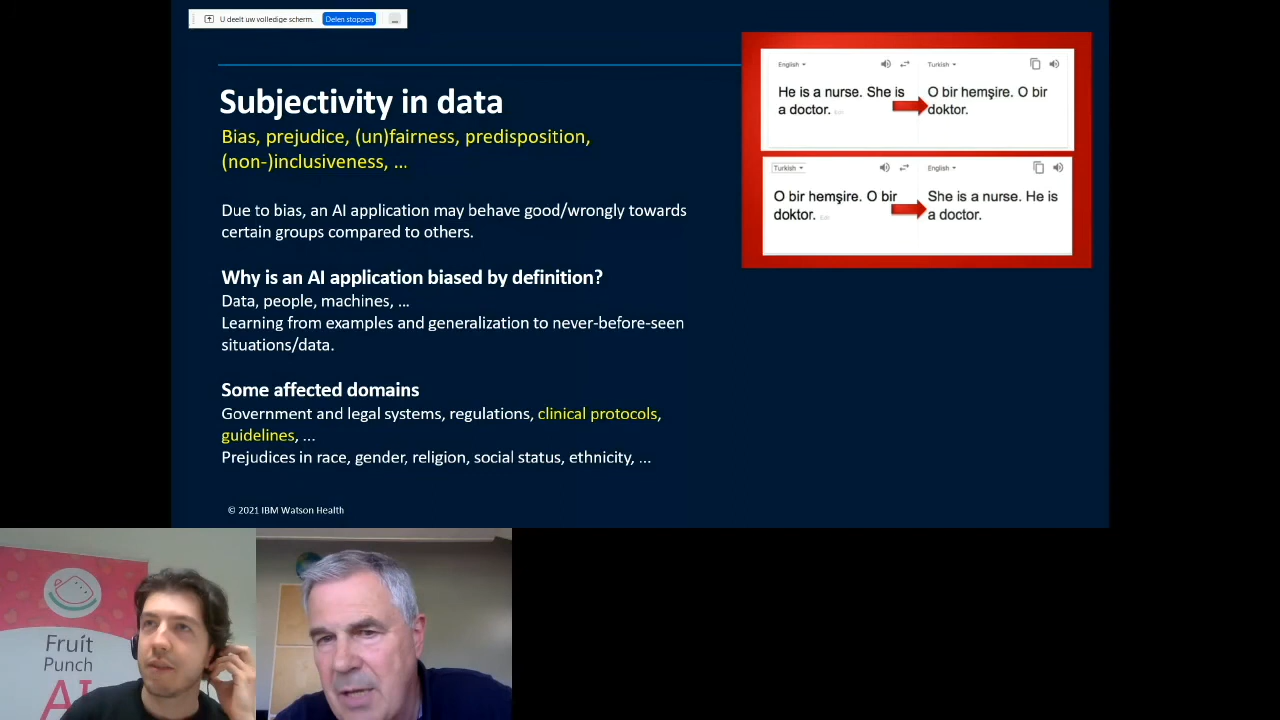 U deelt uw volledige scherm. Delen stoppen
Subjectivity in data
Bias, prejudice, (un)fairness, predisposition,
(non-)inclusiveness, ...
Due to bias, an AI application may behave good/wrongly towards
certain groups compared to others.
Why is an AI application biased by definition?
Data, people, machines, ...
Learning from examples and generalization to never-before-seen
situations/data.
Some affected domains
Government and legal systems, regulations, clinical protocols,
guidelines, ...
Prejudices in race, gender, religion, social status, ethnicity, ...
© 2021 IBM Watson Health
English
Turkish
He is a nurse. She is
a doctor. Edit
O bir hemşire. O bir
doktor.
Turkish
English
O bir hemşire. O bir
doktor. Edit
She is a nurse. He is
a doctor.
Fruit
Punch
AI